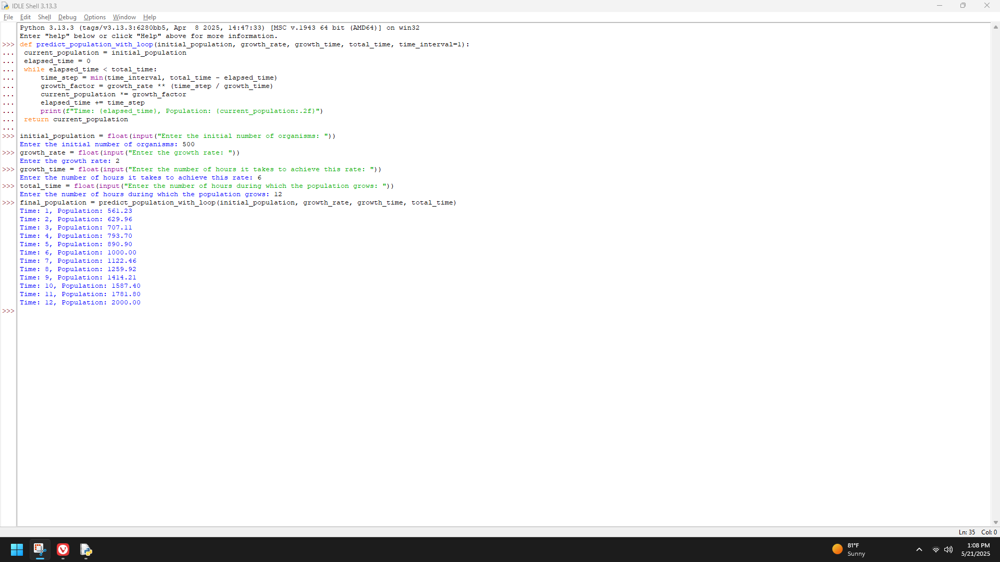 IDLE Shell 3.13.3
File Edit Shell Debug Options Window Help
Python 3.13.3 (tags/v3.13.3:6280bb5, Apr  8 2025, 14:47:33) [MSC v.1943 64 bit (AMD64)] on win32
Enter "help" below or click "Help" above for more information.
>>> def predict_population_with_loop(initial_population, growth_rate, growth_time, total_time, time_interval=1):
...  current_population = initial_population
...  elapsed_time = 0
...  while elapsed_time < total_time:
...      time_step = min(time_interval, total_time - elapsed_time)
...      growth_factor = growth_rate ** (time_step / growth_time)
...      current_population *= growth_factor
...      elapsed_time += time_step
...      print(f"Time: {elapsed_time}, Population: {current_population:.2f}")
...  return current_population
...
>>> initial_population = float(input("Enter the initial number of organisms: "))
Enter the initial number of organisms: 500
>>> growth_rate = float(input("Enter the growth rate: "))
Enter the growth rate: 2
>>> growth_time = float(input("Enter the number of hours it takes to achieve this rate: "))
Enter the number of hours it takes to achieve this rate: 6
>>> total_time = float(input("Enter the number of hours during which the population grows: "))
Enter the number of hours during which the population grows: 12
>>> final_population = predict_population_with_loop(initial_population, growth_rate, growth_time, total_time)
Time: 1, Population: 561.23
Time: 2, Population: 629.96
Time: 3, Population: 707.11
Time: 4, Population: 793.70
Time: 5, Population: 890.90
Time: 6, Population: 1000.00
Time: 7, Population: 1122.46
Time: 8, Population: 1259.92
Time: 9, Population: 1414.21
Time: 10, Population: 1587.40
Time: 11, Population: 1781.80
Time: 12, Population: 2000.00
>>>
Ln: 35 Col: 0
81°F
Sunny
1:08 PM
5/21/2025